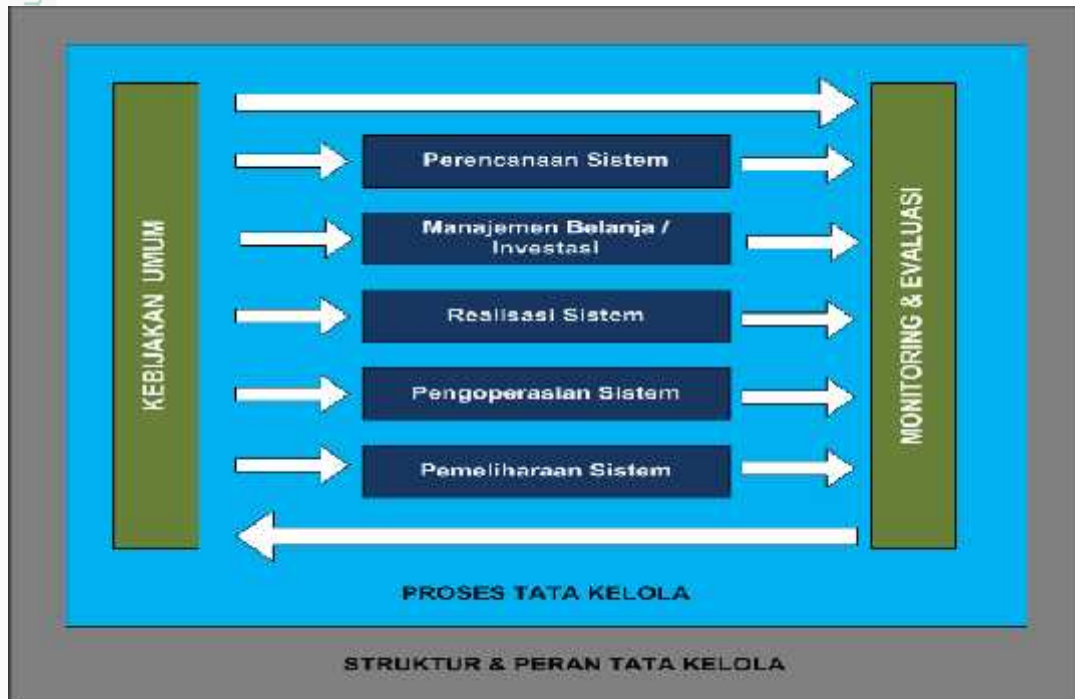 KEBIJAKAN UMUM
Perencanaan Sistem
Manajemen Belanja /
Investasi
Realisasi Sistem
Pengoperasian Sistem
Pemeliharaan Sistem
MONITORING & EVALUASI
PROSES TATA KELOLA
STRUKTUR & PERAN TATA KELOLA